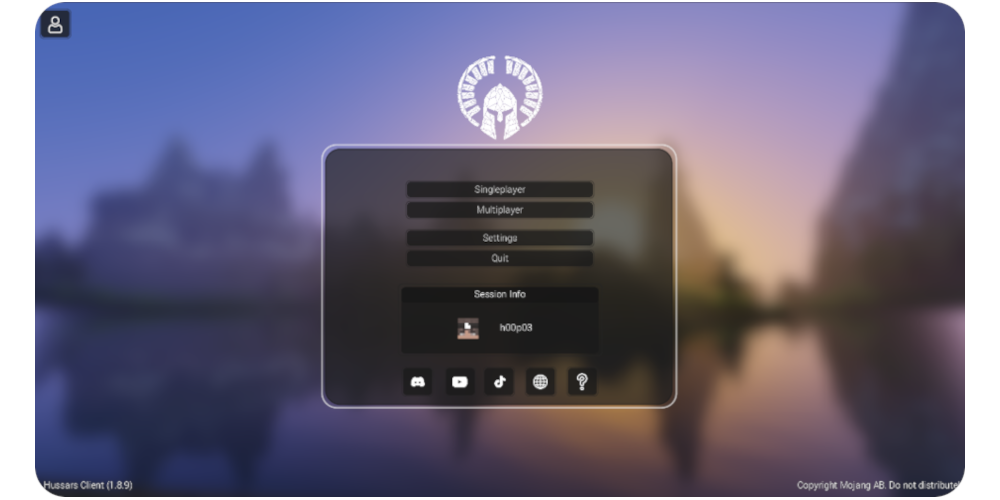 Singleplayer
Multiplayer
Settings
Quit
Session Info
h00p03
Hussars Client (1.8.9)
Copyright Mojang AB. Do not distribute!